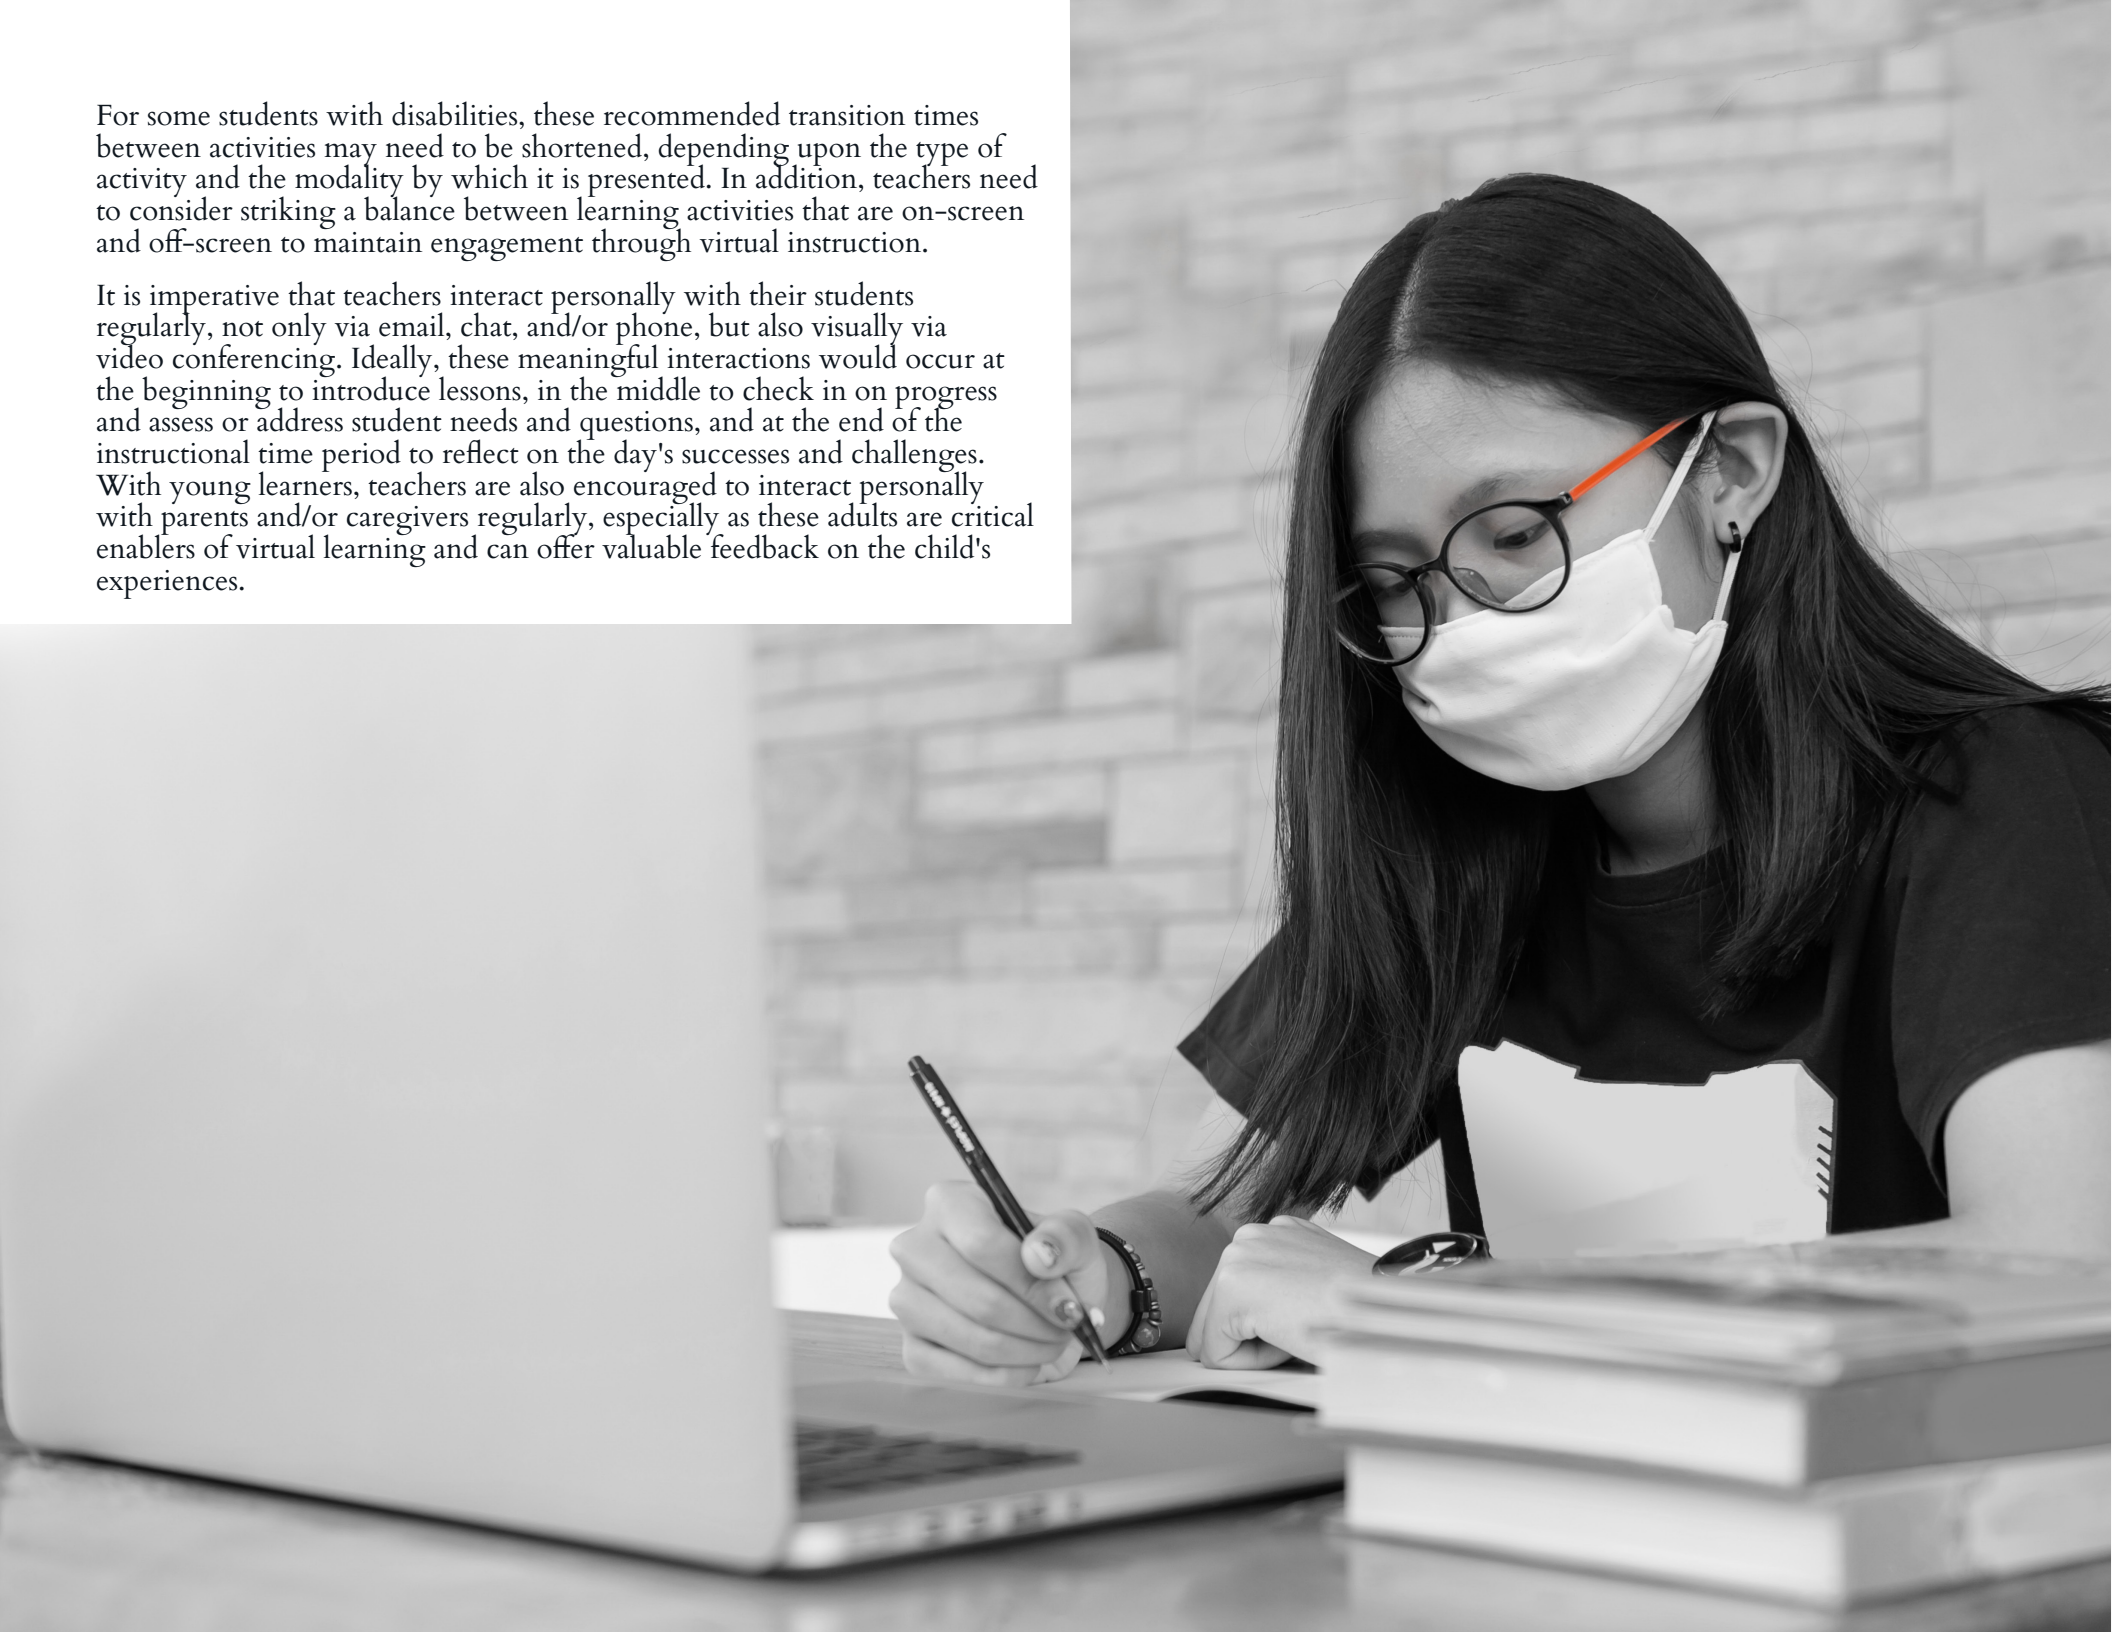 For some students with disabilities, these recommended transition times
between activities may need to be shortened, depending upon the type of
activity and the modality by which it is presented. In addition, teachers need
to consider striking a balance between learning activities that are on-screen
and off-screen to maintain engagement through virtual instruction.
It is imperative that teachers interact personally with their students
regularly, not only via email, chat, and/or phone, but also visually via
video conferencing. Ideally, these meaningful interactions would occur at
the beginning to introduce lessons, in the middle to check in on progress
and assess or address student needs and questions, and at the end of the
instructional time period to reflect on the day's successes and challenges.
With young learners, teachers are also encouraged to interact personally
with parents and/or caregivers regularly, especially as these adults are critical
enablers of virtual learning and can offer valuable feedback on the child's
experiences.